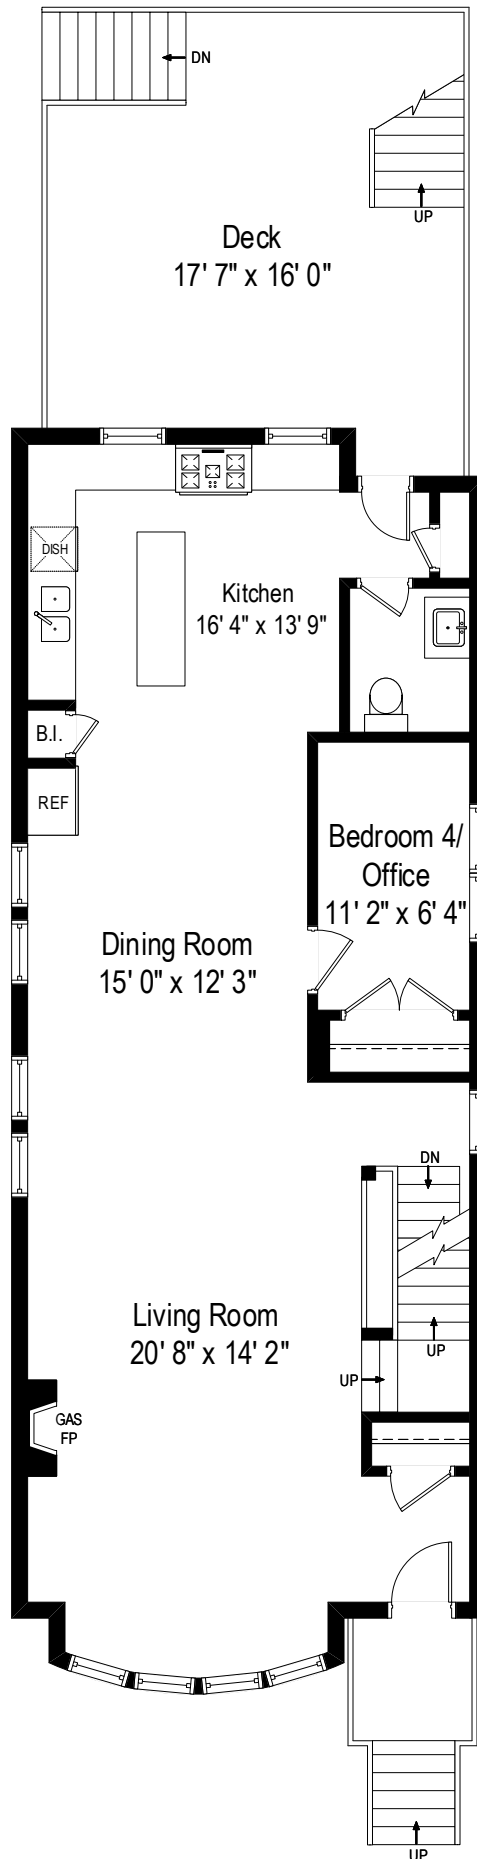 DN
UP
Deck
17' 7" x 16' 0"
DISH
Kitchen
16' 4" x 13' 9"
B.I.
REF
Bedroom 4/
Office
11' 2" x 6' 4"
Dining Room
15' 0" x 12' 3"
DN
Living Room
20' 8" x 14' 2"
UP
UP
GAS
FP
UP